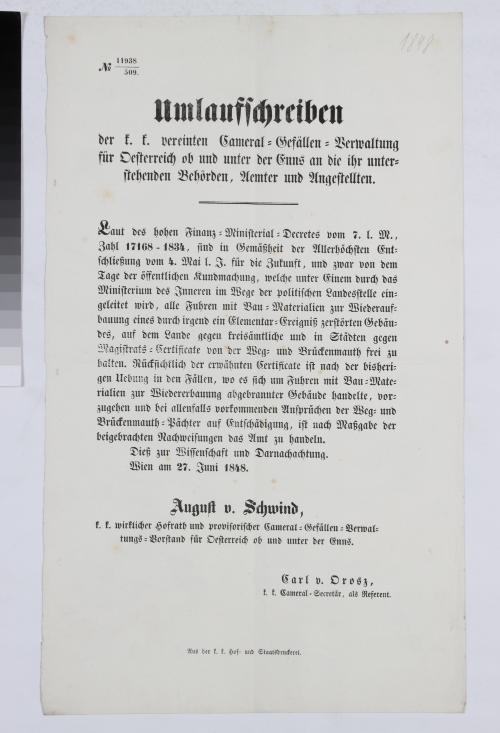 1848
№ 11938/509.
Umlaufschreiben
der k. k. vereinten Cameral-Gefällen-Verwaltung
für Oesterreich ob und unter der Enns an die ihr unter-
stehenden Behörden, Aemter und Angestellten.
Laut des hohen Finanz-Ministerial-Decretes vom 7. l. M.,
Zahl 17168-1834, sind in Gemäßheit der Allerhöchsten Ent-
schließung vom 4. Mai l. J. für die Zukunft, und zwar von dem
Tage der öffentlichen Kundmachung, welche unter Einem durch das
Ministerium des Inneren im Wege der politischen Landesstelle ein-
geleitet wird, alle Fuhren mit Bau-Materialien zur Wiederauf-
bauung eines durch irgend ein Elementar-Ereigniß zerstörten Gebäu-
des, auf dem Lande gegen kreisämtliche und in Städten gegen
Magistrats-Certificate von der Weg- und Brückenmauth frei zu
halten. Rücksichtlich der erwähnten Certificate ist nach der bisheri-
gen Uebung in den Fällen, wo es sich um Fuhren mit Bau-Mate-
rialien zur Wiedererbauung abgebrannter Gebäude handelte, vor-
zugehen und bei allenfalls vorkommenden Ansprüchen der Weg- und
Brückenmauth-Pächter auf Entschädigung, ist nach Maßgabe der
beigebrachten Nachweisungen das Amt zu handeln.
Dieß zur Wissenschaft und Darnachachtung.
Wien am 27. Juni 1848.
August v. Schwind,
k. k. wirklicher Hofrath und provisorischer Cameral-Gefällen-Verwal-
tungs-Vorstand für Oesterreich ob und unter der Enns.
Carl v. Orosz,
k. k. Cameral-Secretär, als Referent.
Aus der k. k. Hof- und Staatsdruckerei.